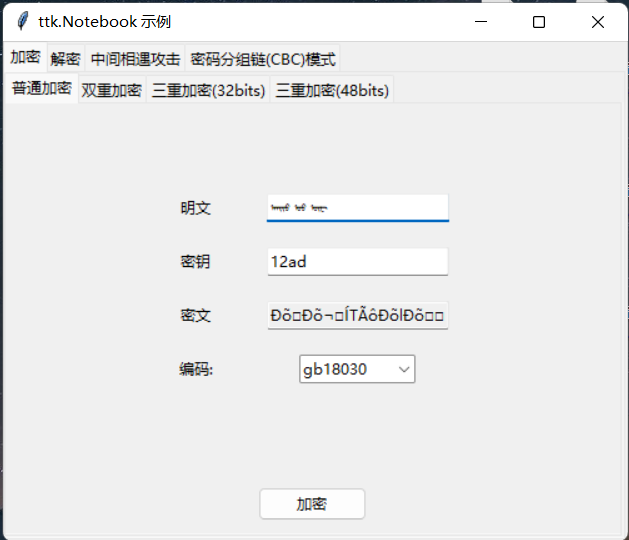 ttk.Notebook 示例
加密 解密 中间相遇攻击 密码分组链(CBC)模式
普通加密 双重加密 三重加密(32bits) 三重加密(48bits)
明文
密钥 12ad
密文
编码: gb18030
加密